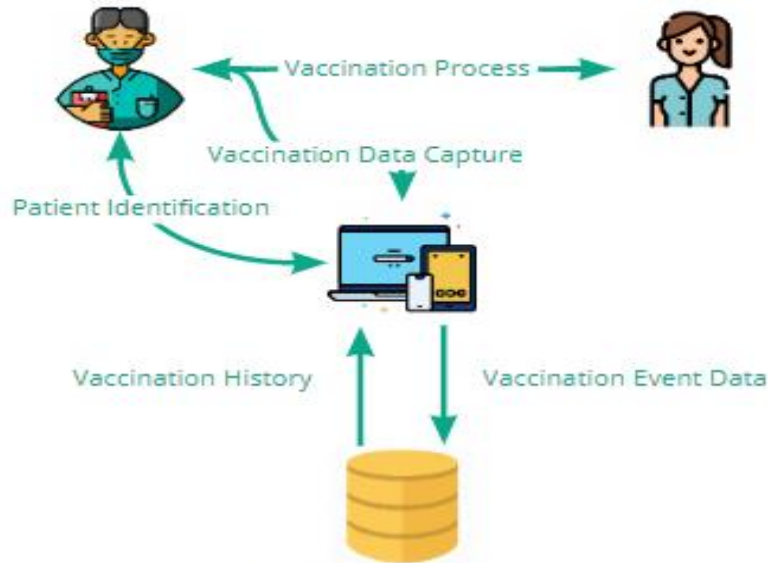 Vaccination Process
Vaccination Data Capture
Patient Identification
Vaccination History
Vaccination Event Data